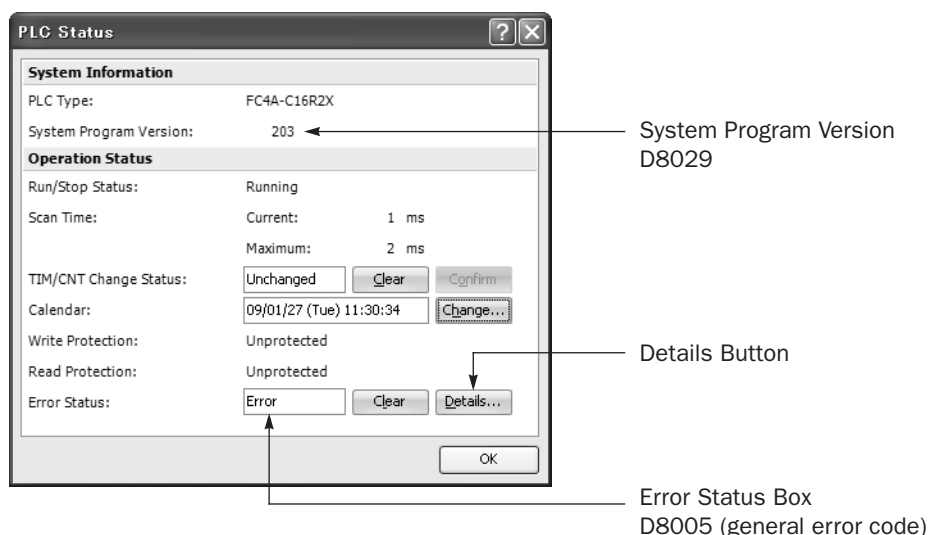 PLC Status
System Information
PLC Type: FC4A-C16R2X
System Program Version: 203
System Program Version
D8029
Operation Status
Run/Stop Status: Running
Scan Time: Current: 1 ms
Maximum: 2 ms
TIM/CNT Change Status: Unchanged Clear Confirm
Calendar: 09/01/27 (Tue) 11:30:34 Change...
Write Protection: Unprotected
Details Button
Read Protection: Unprotected
Error Status: Error Clear Details...
OK
Error Status Box
D8005 (general error code)